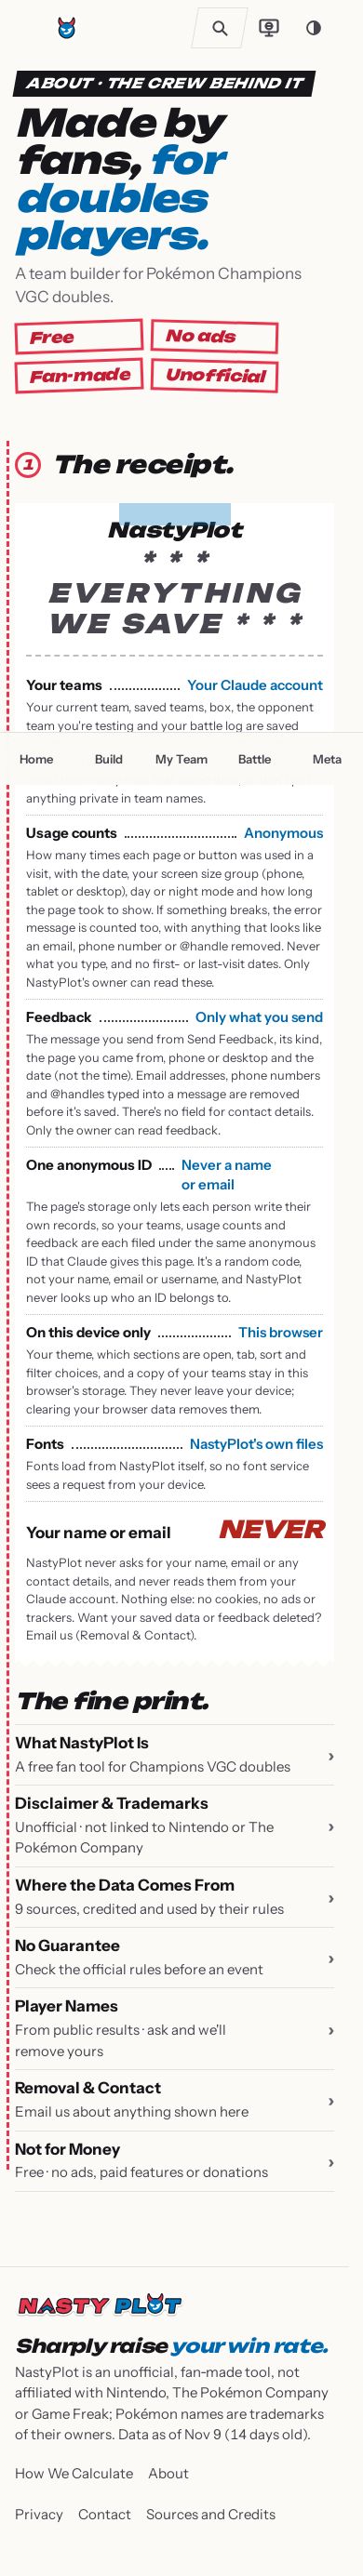 ABOUT · THE CREW BEHIND IT
Made by
fans, for
doubles
players.
A team builder for Pokémon Champions
VGC doubles.
Free
No ads
Fan-made
Unofficial
1 The receipt.
NastyPlot
* * *
EVERYTHING
WE SAVE * * *
Your teams Your Claude account
Your current team, saved teams, box, the opponent
team you're testing and your battle log are saved
Home Build My Team Battle Meta
anything private in team names.
Usage counts Anonymous
How many times each page or button was used in a
visit, with the date, your screen size group (phone,
tablet or desktop), day or night mode and how long
the page took to show. If something breaks, the error
message is counted too, with anything that looks like
an email, phone number or @handle removed. Never
what you type, and no first- or last-visit dates. Only
NastyPlot's owner can read these.
Feedback Only what you send
The message you send from Send Feedback, its kind,
the page you came from, phone or desktop and the
date (not the time). Email addresses, phone numbers
and @handles typed into a message are removed
before it's saved. There's no field for contact details.
Only the owner can read feedback.
One anonymous ID Never a name
or email
The page's storage only lets each person write their
own records, so your teams, usage counts and
feedback are each filed under the same anonymous
ID that Claude gives this page. It's a random code,
not your name, email or username, and NastyPlot
never looks up who an ID belongs to.
On this device only This browser
Your theme, which sections are open, tab, sort and
filter choices, and a copy of your teams stay in this
browser's storage. They never leave your device;
clearing your browser data removes them.
Fonts NastyPlot's own files
Fonts load from NastyPlot itself, so no font service
sees a request from your device.
Your name or email NEVER
NastyPlot never asks for your name, email or any
contact details, and never reads them from your
Claude account. Nothing else: no cookies, no ads or
trackers. Want your saved data or feedback deleted?
Email us (Removal & Contact).
The fine print.
What NastyPlot Is
A free fan tool for Champions VGC doubles
Disclaimer & Trademarks
Unofficial · not linked to Nintendo or The
Pokémon Company
Where the Data Comes From
9 sources, credited and used by their rules
No Guarantee
Check the official rules before an event
Player Names
From public results · ask and we'll
remove yours
Removal & Contact
Email us about anything shown here
Not for Money
Free · no ads, paid features or donations
NASTY PLOT
Sharply raise your win rate.
NastyPlot is an unofficial, fan-made tool, not
affiliated with Nintendo, The Pokémon Company
or Game Freak; Pokémon names are trademarks
of their owners. Data as of Nov 9 (14 days old).
How We Calculate About
Privacy Contact Sources and Credits